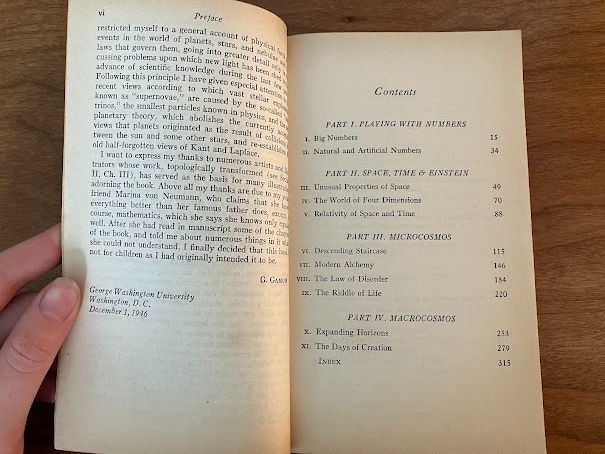 vi Preface
restricted myself to a general account of physical facts
events in the world of planets, stars, and nebulae
laws that govern them, going into greater detail only
cussing problems upon which new light has been shed
advance of scientific knowledge during the last few
Following this principle I have given especial attention
recent views according to which vast stellar
known as "supernovae," are caused by the so-called
trinos," the smallest particles known in physics, and
planetary theory, which abolishes the currently
views that planets originated as the result of collisions
between the sun and some other stars, and re-establishes
old half-forgotten views of Kant and Laplace.
I want to express my thanks to numerous artists and
trators whose work, topologically transformed (see
II, Ch. III), has served as the basis for many
adorning the book. Above all my thanks are due to my
friend Marina von Neumann, who claims that she
everything better than her famous father does, except,
course, mathematics, which she says she knows only
well. After she had read in manuscript some of the
of the book, and told me about numerous things in it
she could not understand, I finally decided that this
not for children as I had originally intended it to be.
G. Gamow
George Washington University
Washington, D. C.
December 1, 1946
Contents
PART I. PLAYING WITH NUMBERS
I. Big Numbers 15
II. Natural and Artificial Numbers 34
PART II. SPACE, TIME & EINSTEIN
III. Unusual Properties of Space 49
IV. The World of Four Dimensions 70
V. Relativity of Space and Time 88
PART III. MICROCOSMOS
VI. Descending Staircase 115
VII. Modern Alchemy 146
VIII. The Law of Disorder 184
IX. The Riddle of Life 220
PART IV. MACROCOSMOS
X. Expanding Horizons 253
XI. The Days of Creation 279
INDEX 315